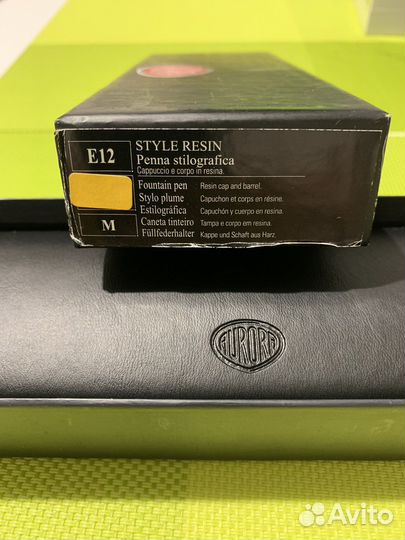 E12
STYLE RESIN
Penna stilografica
Cappuccio e corpo in resina.
Fountain pen Resin cap and barrel.
Stylo plume Capuchon et corps en résine.
Estilográfica Capuchón y cuerpo en resina.
Caneta tinteiro Tampa e corpo em resina.
Füllfederhalter Kappe und Schaft aus Harz.
M
AURORA
Avito